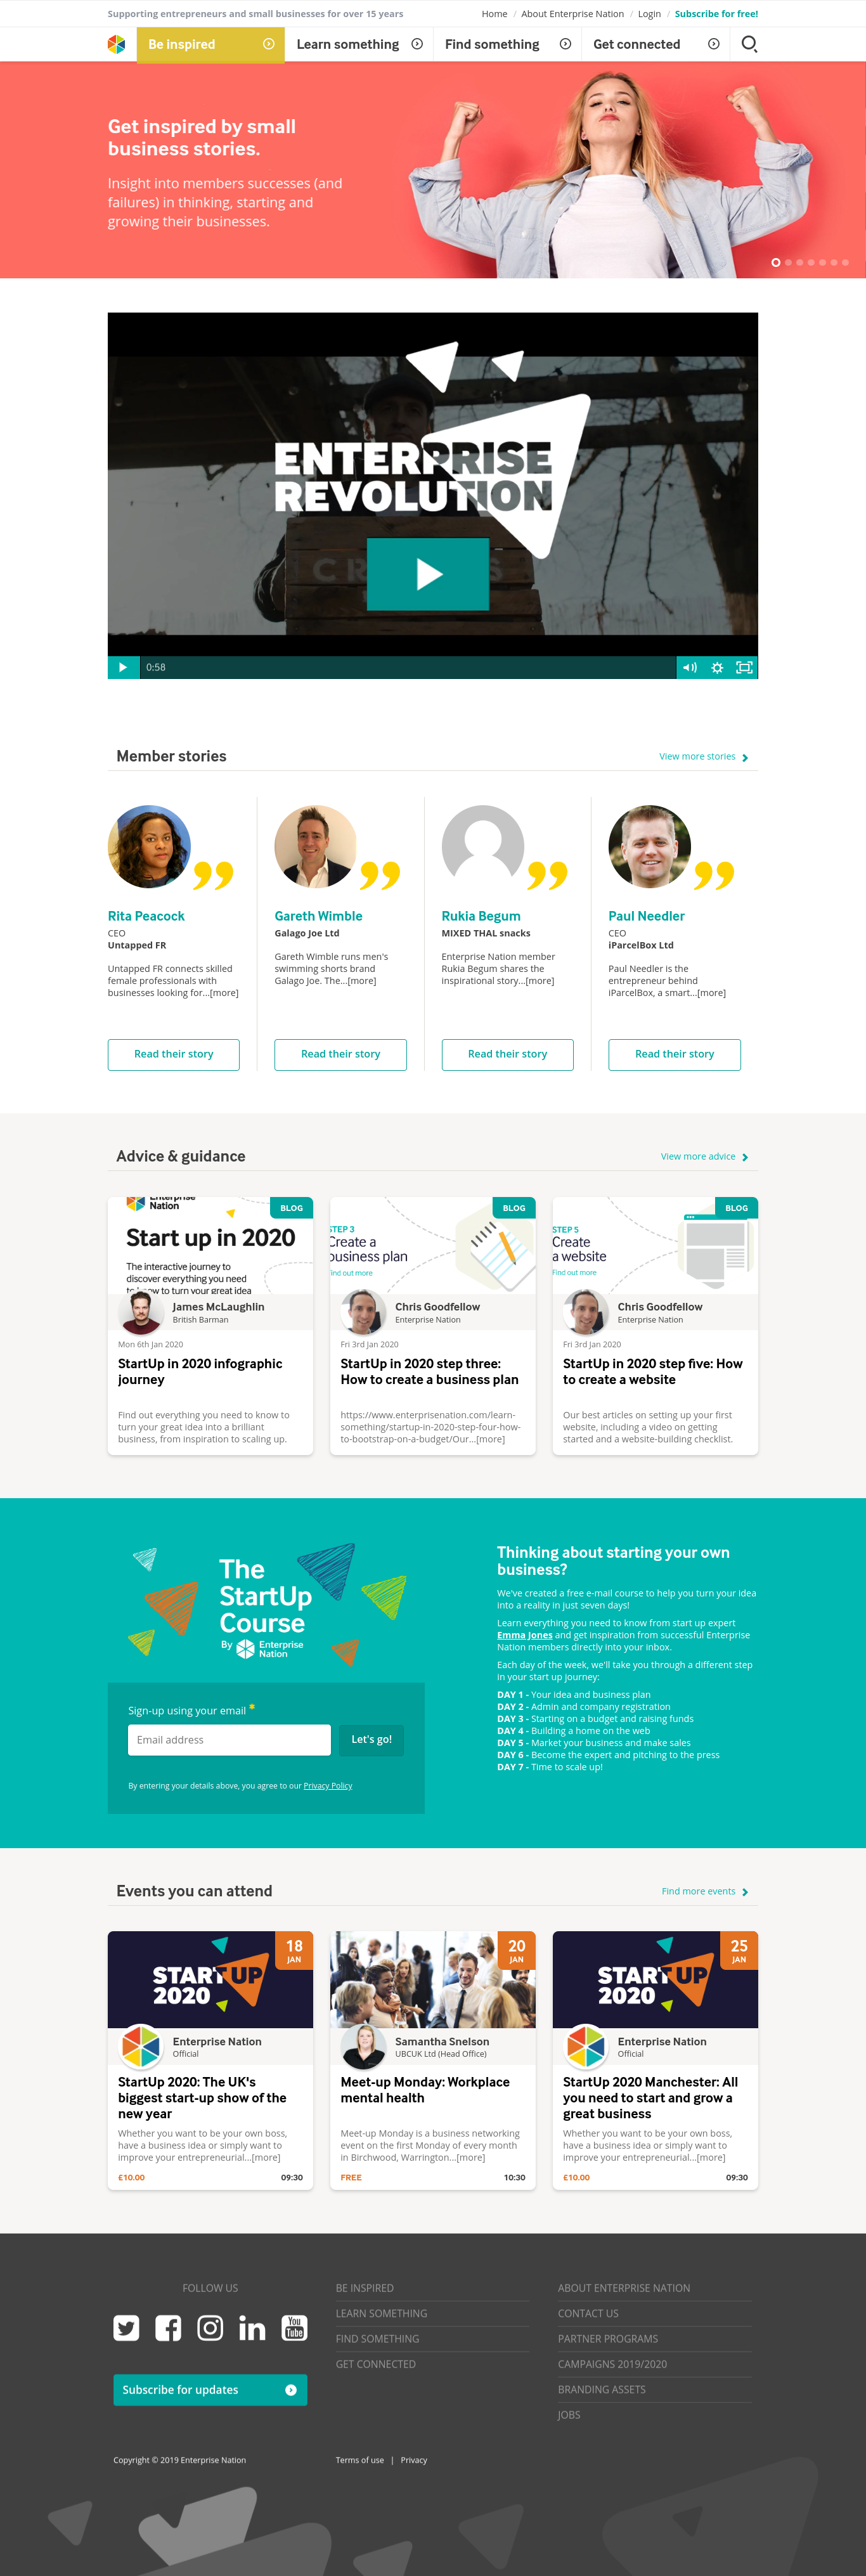 Supporting entrepreneurs and small businesses for over 15 years
Home / About Enterprise Nation / Login / Subscribe for free!
Be inspired
Learn something
Find something
Get connected
Get inspired by small
business stories.
Insight into members successes (and
failures) in thinking, starting and
growing their businesses.
ENTERPRISE
REVOLUTION
0:58
Member stories
View more stories
Rita Peacock
CEO
Untapped FR
Untapped FR connects skilled
female professionals with
businesses looking for...[more]
Read their story
Gareth Wimble
Galago Joe Ltd
Gareth Wimble runs men's
swimming shorts brand
Galago Joe. The...[more]
Read their story
Rukia Begum
MIXED THAL snacks
Enterprise Nation member
Rukia Begum shares the
inspirational story...[more]
Read their story
Paul Needler
CEO
iParcelBox Ltd
Paul Needler is the
entrepreneur behind
iParcelBox, a smart...[more]
Read their story
Advice & guidance
View more advice
Enterprise
Nation
BLOG
Start up in 2020
The interactive journey to
discover everything you need
to know to turn your great idea
James McLaughlin
British Barman
Mon 6th Jan 2020
StartUp in 2020 infographic
journey
Find out everything you need to know to
turn your great idea into a brilliant
business, from inspiration to scaling up.
BLOG
STEP 3
Create a
business plan
Find out more
Chris Goodfellow
Enterprise Nation
Fri 3rd Jan 2020
StartUp in 2020 step three:
How to create a business plan
https://www.enterprisenation.com/learn-
something/startup-in-2020-step-four-how-
to-bootstrap-on-a-budget/Our...[more]
BLOG
STEP 5
Create
a website
Find out more
Chris Goodfellow
Enterprise Nation
Fri 3rd Jan 2020
StartUp in 2020 step five: How
to create a website
Our best articles on setting up your first
website, including a video on getting
started and a website-building checklist.
The
StartUp
Course
By Enterprise
Nation
Sign-up using your email *
Email address
Let's go!
By entering your details above, you agree to our Privacy Policy
Thinking about starting your own
business?
We've created a free e-mail course to help you turn your idea
into a reality in just seven days!
Learn everything you need to know from start up expert
Emma Jones and get inspiration from successful Enterprise
Nation members directly into your inbox.
Each day of the week, we'll take you through a different step
in your start up journey:
DAY 1 - Your idea and business plan
DAY 2 - Admin and company registration
DAY 3 - Starting on a budget and raising funds
DAY 4 - Building a home on the web
DAY 5 - Market your business and make sales
DAY 6 - Become the expert and pitching to the press
DAY 7 - Time to scale up!
Events you can attend
Find more events
18
JAN
START UP
2020
Enterprise Nation
Official
StartUp 2020: The UK's
biggest start-up show of the
new year
Whether you want to be your own boss,
have a business idea or simply want to
improve your entrepreneurial...[more]
£10.00
09:30
20
JAN
Samantha Snelson
UBCUK Ltd (Head Office)
Meet-up Monday: Workplace
mental health
Meet-up Monday is a business networking
event on the first Monday of every month
in Birchwood, Warrington...[more]
FREE
10:30
25
JAN
START UP
2020
Enterprise Nation
Official
StartUp 2020 Manchester: All
you need to start and grow a
great business
Whether you want to be your own boss,
have a business idea or simply want to
improve your entrepreneurial...[more]
£10.00
09:30
FOLLOW US
You
Tube
Subscribe for updates
BE INSPIRED
LEARN SOMETHING
FIND SOMETHING
GET CONNECTED
ABOUT ENTERPRISE NATION
CONTACT US
PARTNER PROGRAMS
CAMPAIGNS 2019/2020
BRANDING ASSETS
JOBS
Copyright © 2019 Enterprise Nation
Terms of use | Privacy